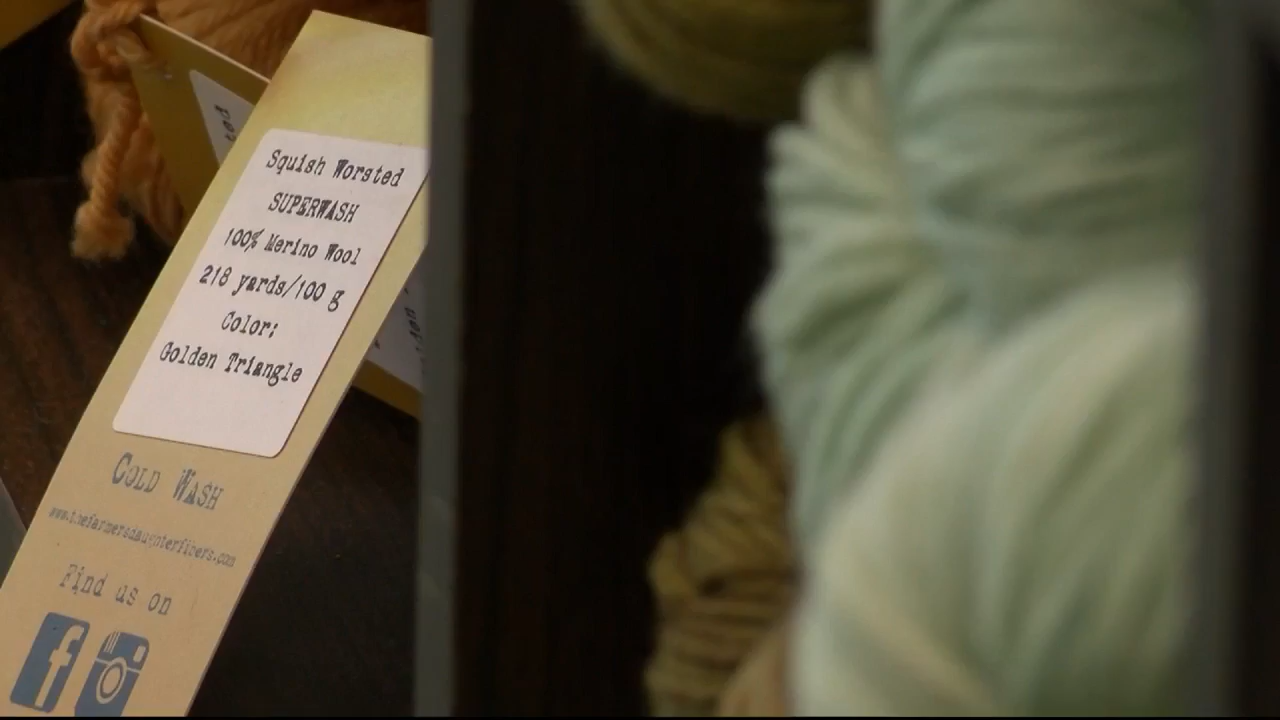 Squish Worsted
SUPERWASH
100% Merino Wool
218 yards/100 g
Color:
Golden Triangle
COLD WASH
www.thefarmersdaughterfibers.com
Find us on